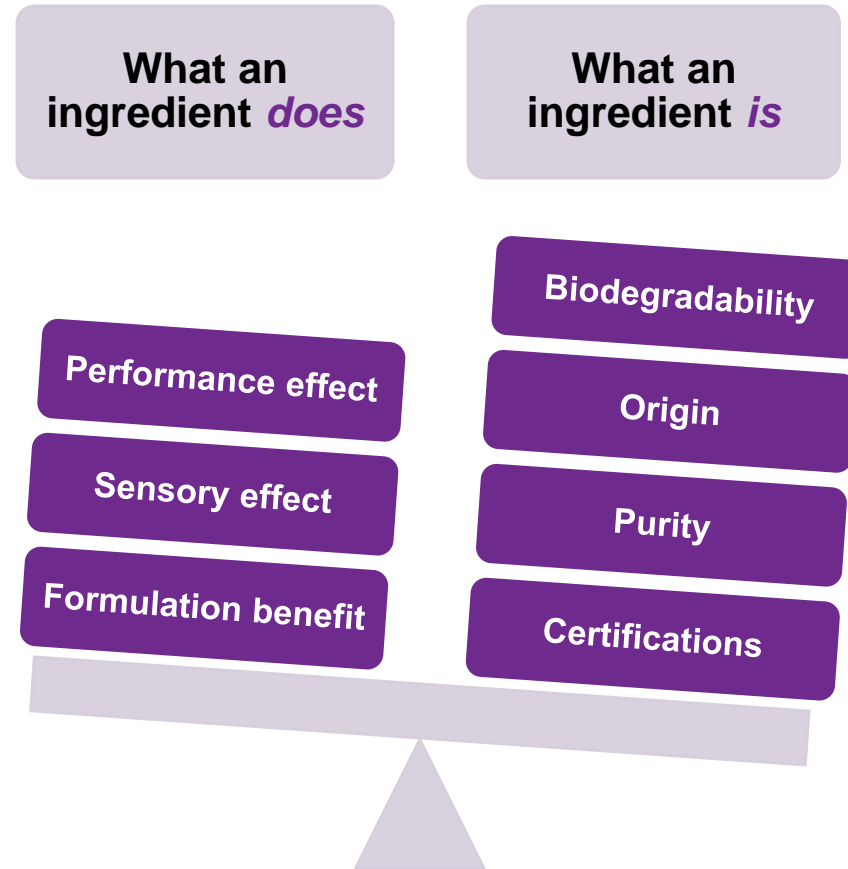 What an
ingredient does
What an
ingredient is
Performance effect
Sensory effect
Formulation benefit
Biodegradability
Origin
Purity
Certifications